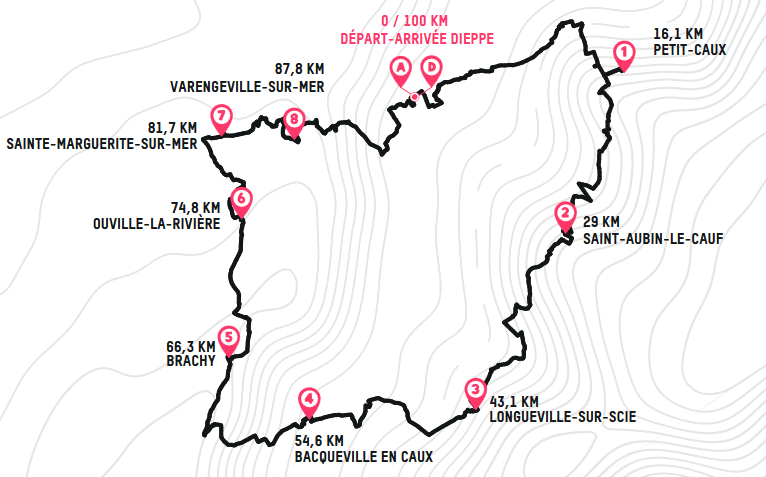 0 / 100 KM
DÉPART-ARRIVÉE DIEPPE
A
D
1
16,1 KM
PETIT-CAUX
87,8 KM
VARENGEVILLE-SUR-MER
8
7
81,7 KM
SAINTE-MARGUERITE-SUR-MER
6
74,8 KM
OUVILLE-LA-RIVIÈRE
2
29 KM
SAINT-AUBIN-LE-CAUF
5
66,3 KM
BRACHY
3
43,1 KM
LONGUEVILLE-SUR-SCIE
4
54,6 KM
BACQUEVILLE EN CAUX